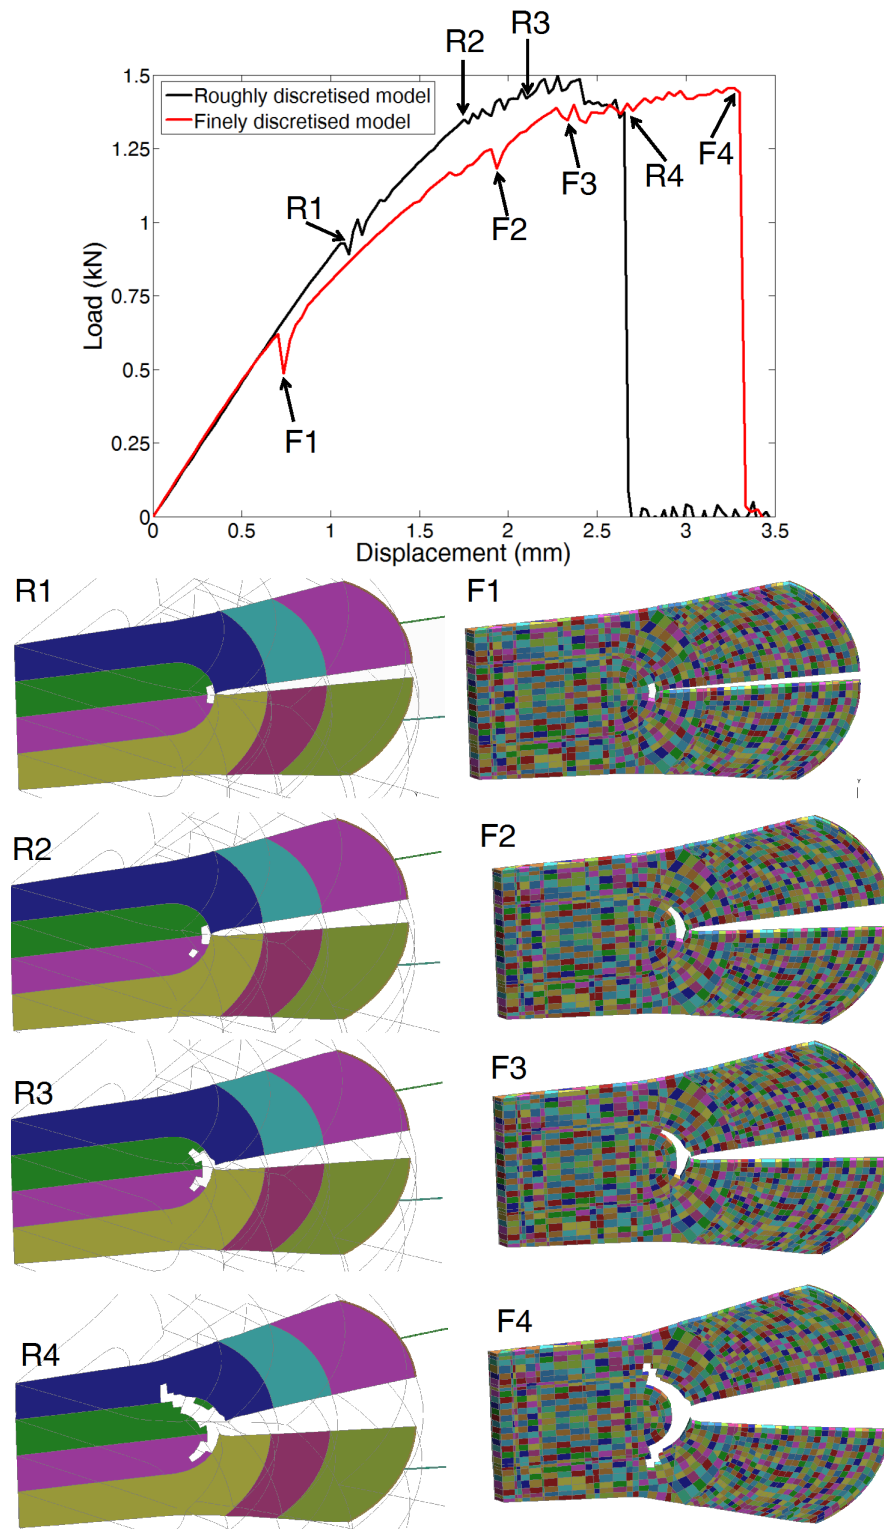 R2
R3
1.5
Roughly discretised model
Finely discretised model
1.25
R1
F2
F3
R4
F4
1
Load (kN)
0.75
0.5
F1
0.25
0
0
0.5
1
1.5
2
2.5
3
3.5
Displacement (mm)
R1
F1
R2
F2
R3
F3
R4
F4